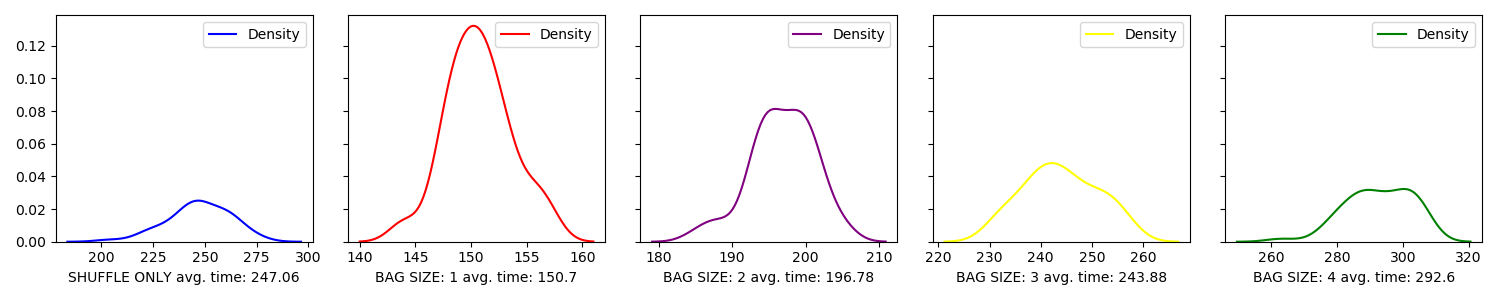 Density
Density
Density
Density
Density
0.12
0.10
0.08
0.06
0.04
0.02
0.00
200 225 250 275 300
140 145 150 155 160
180 190 200 210
220 230 240 250 260
260 280 300 320
SHUFFLE ONLY avg. time: 247.06
BAG SIZE: 1 avg. time: 150.7
BAG SIZE: 2 avg. time: 196.78
BAG SIZE: 3 avg. time: 243.88
BAG SIZE: 4 avg. time: 292.6